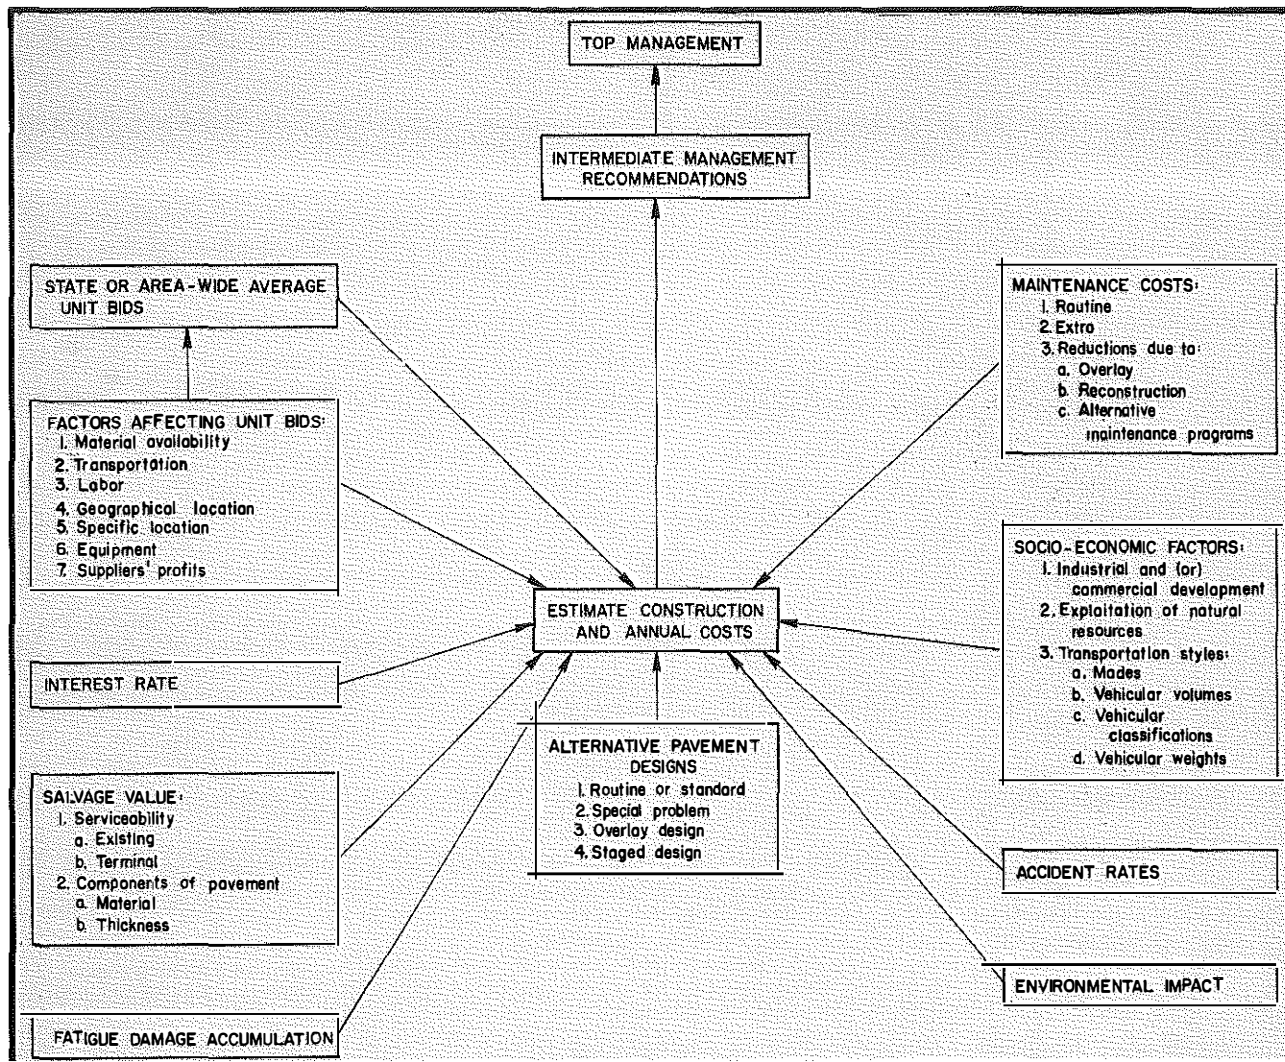 TOP MANAGEMENT
INTERMEDIATE MANAGEMENT
RECOMMENDATIONS
STATE OR AREA-WIDE AVERAGE
UNIT BIDS
FACTORS AFFECTING UNIT BIDS:
1. Material availability
2. Transportation
3. Labor
4. Geographical location
5. Specific location
6. Equipment
7. Suppliers' profits
INTEREST RATE
SALVAGE VALUE:
1. Serviceability
a. Existing
b. Terminal
2. Components of pavement
a. Material
b. Thickness
FATIGUE DAMAGE ACCUMULATION
ESTIMATE CONSTRUCTION
AND ANNUAL COSTS
ALTERNATIVE PAVEMENT
DESIGNS
1. Routine or standard
2. Special problem
3. Overlay design
4. Staged design
MAINTENANCE COSTS:
1. Routine
2. Extra
3. Reductions due to:
a. Overlay
b. Reconstruction
c. Alternative
maintenance programs
SOCIO-ECONOMIC FACTORS:
1. Industrial and (or)
commercial development
2. Exploitation of natural
resources
3. Transportation styles:
a. Modes
b. Vehicular volumes
c. Vehicular
classifications
d. Vehicular weights
ACCIDENT RATES
ENVIRONMENTAL IMPACT